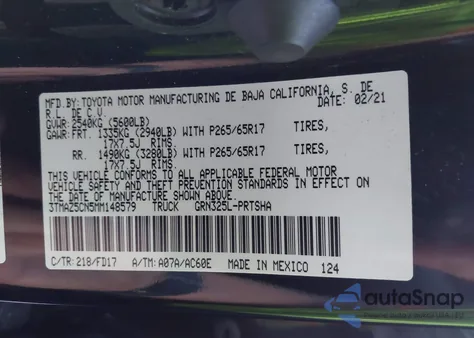 MFD.BY:TOYOTA MOTOR MANUFACTURING DE BAJA CALIFORNIA, S. DE
R.L. DE C.V. DATE: 02/21
GVWR: 2540KG (5600LB)
GAWR:FRT. 1335KG (2940LB) WITH P265/65R17 TIRES,
17X7.5J RIMS.
RR. 1490KG (3280LB) WITH P265/65R17 TIRES,
17X7.5J RIMS.
THIS VEHICLE CONFORMS TO ALL APPLICABLE FEDERAL MOTOR
VEHICLE SAFETY AND THEFT PREVENTION STANDARDS IN EFFECT ON
THE DATE OF MANUFACTURE SHOWN ABOVE.
3TMAZ5CN5MM148579 TRUCK GRN325L-PRTSHA
C/TR: 218/FD17 A/TM: A07A/AC60E MADE IN MEXICO 124
autoSnap